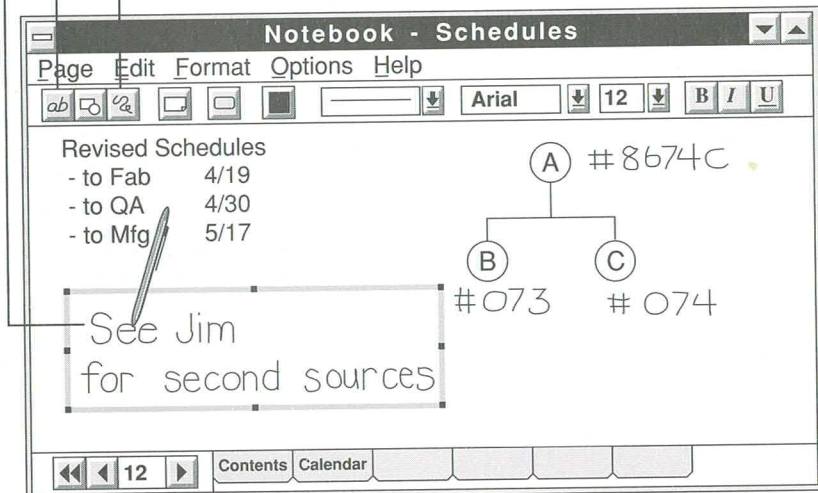 Notebook - Schedules
Page Edit Format Options Help
ab Arial 12 B I U
Revised Schedules
- to Fab 4/19
- to QA 4/30
- to Mfg 5/17
A #8674C
B C
#073 #074
See Jim
for second sources
12 Contents Calendar